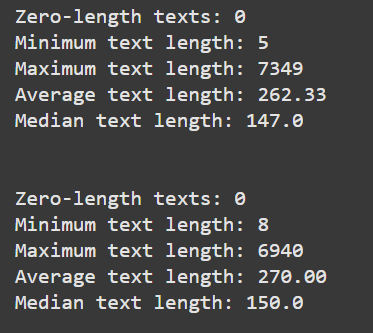 Zero-length texts: 0
Minimum text length: 5
Maximum text length: 7349
Average text length: 262.33
Median text length: 147.0
Zero-length texts: 0
Minimum text length: 8
Maximum text length: 6940
Average text length: 270.00
Median text length: 150.0